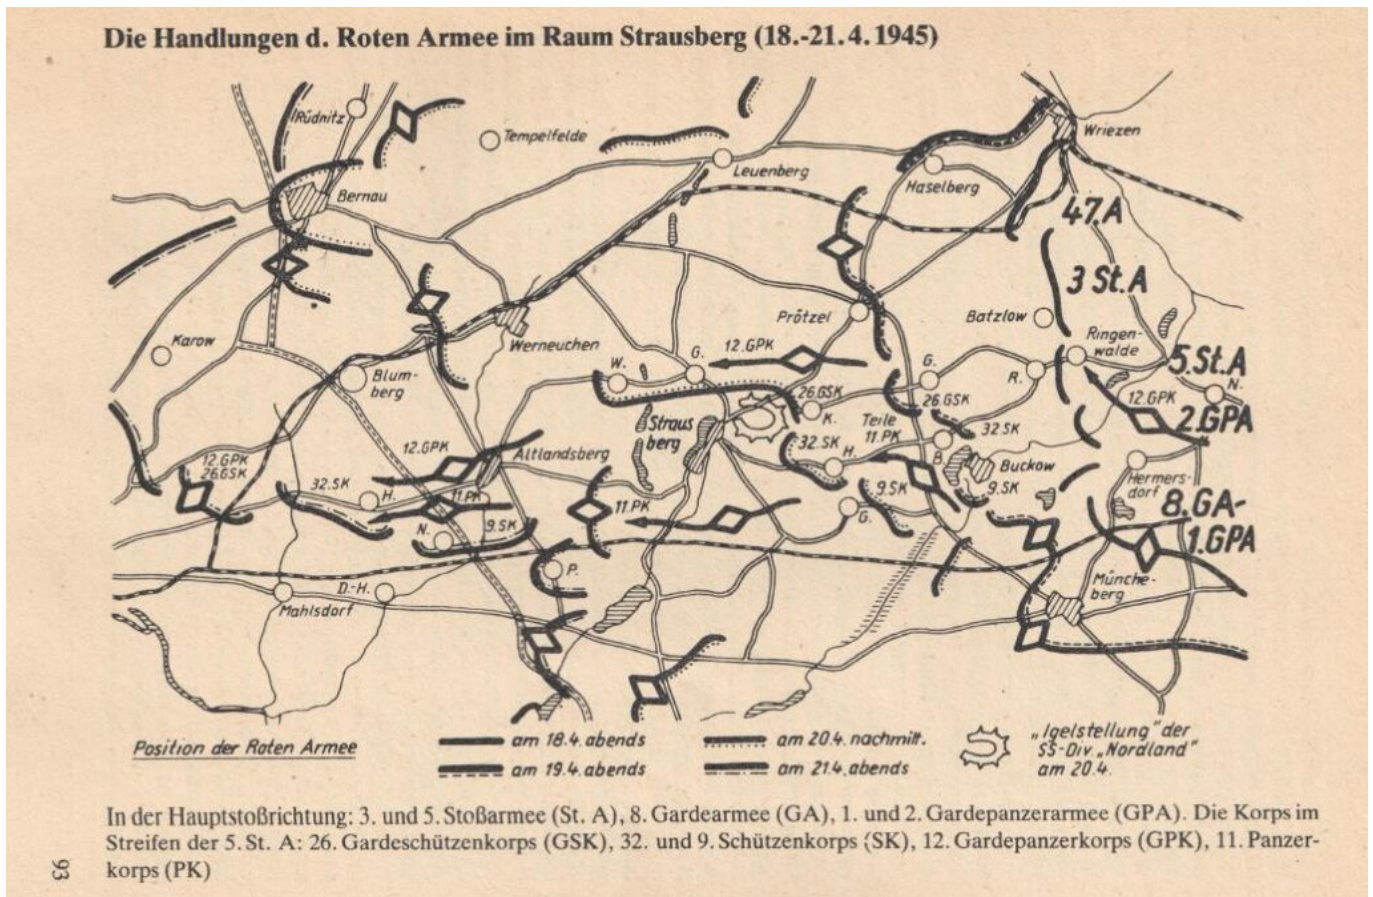 Die Handlungen d. Roten Armee im Raum Strausberg (18.-21.4.1945)
Rüdnitz
Tempelfelde
Wriezen
Leuenberg
Haselberg
Bernau
47.A
3 St.A
Prötzel
Batzlow
Ringen-
walde
Karow
Werneuchen
12.GPK
5.St.A
W.
G.
G.
R.
N.
Blum-
berg
26.GSK
26.GSK
12.GPK
K.
Teile
11.PK
32.SK
2.GPA
Straus
berg
32.SK
H.
B.
Buckow
12.GPK
Altlandsberg
12.GPK
26.GSK
32.SK
H.
11.PK
11.PK
9.SK
9.SK
Hermers-
dorf
8.GA-
1.GPA
G.
N.
9.SK
P.
D.-H.
Mahlsdorf
Münche-
berg
Position der Roten Armee
am 18.4. abends
am 19.4. abends
am 20.4. nachmitt.
am 21.4. abends
„Igelstellung" der
SS-Div. „Nordland"
am 20.4.
In der Hauptstoßrichtung: 3. und 5. Stoßarmee (St. A), 8. Gardearmee (GA), 1. und 2. Gardepanzerarmee (GPA). Die Korps im
Streifen der 5. St. A: 26. Gardeschützenkorps (GSK), 32. und 9. Schützenkorps (SK), 12. Gardepanzerkorps (GPK), 11. Panzer-
korps (PK)
93